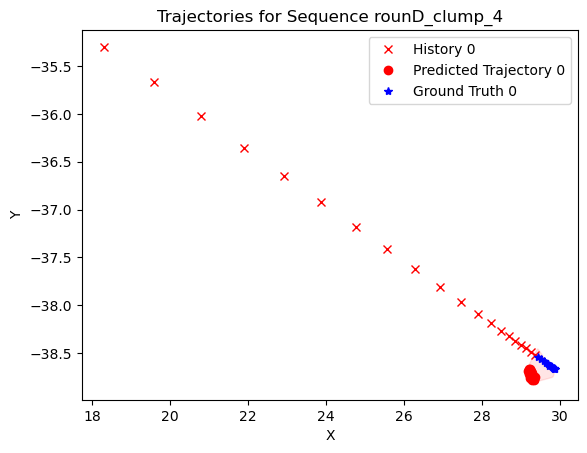 Trajectories for Sequence rounD_clump_4
History 0
Predicted Trajectory 0
Ground Truth 0
Y
−35.5
−36.0
−36.5
−37.0
−37.5
−38.0
−38.5
18 20 22 24 26 28 30
X